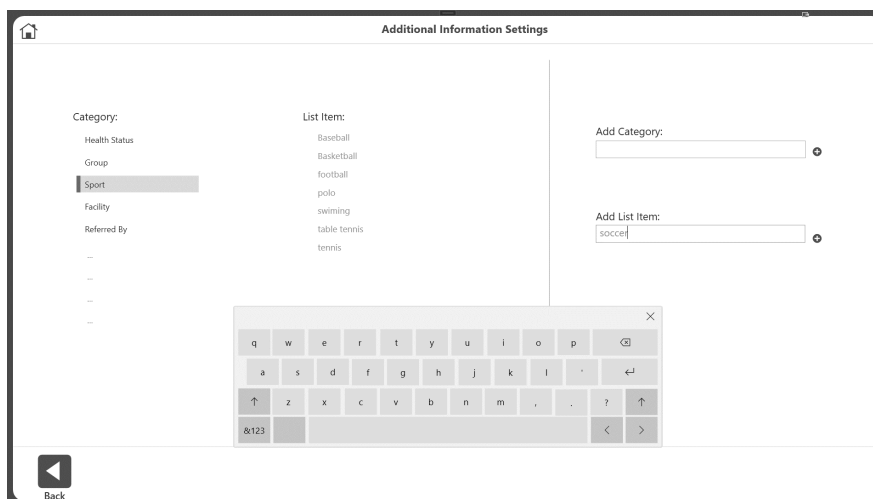 Additional Information Settings
Category:
Health Status
Group
Sport
Facility
Referred By
...
...
...
...
List Item:
Baseball
Basketball
football
polo
swiming
table tennis
tennis
Add Category:
Add List Item:
soccer
q w e r t y u i o p
a s d f g h j k l '
z x c v b n m , . ?
&123
Back